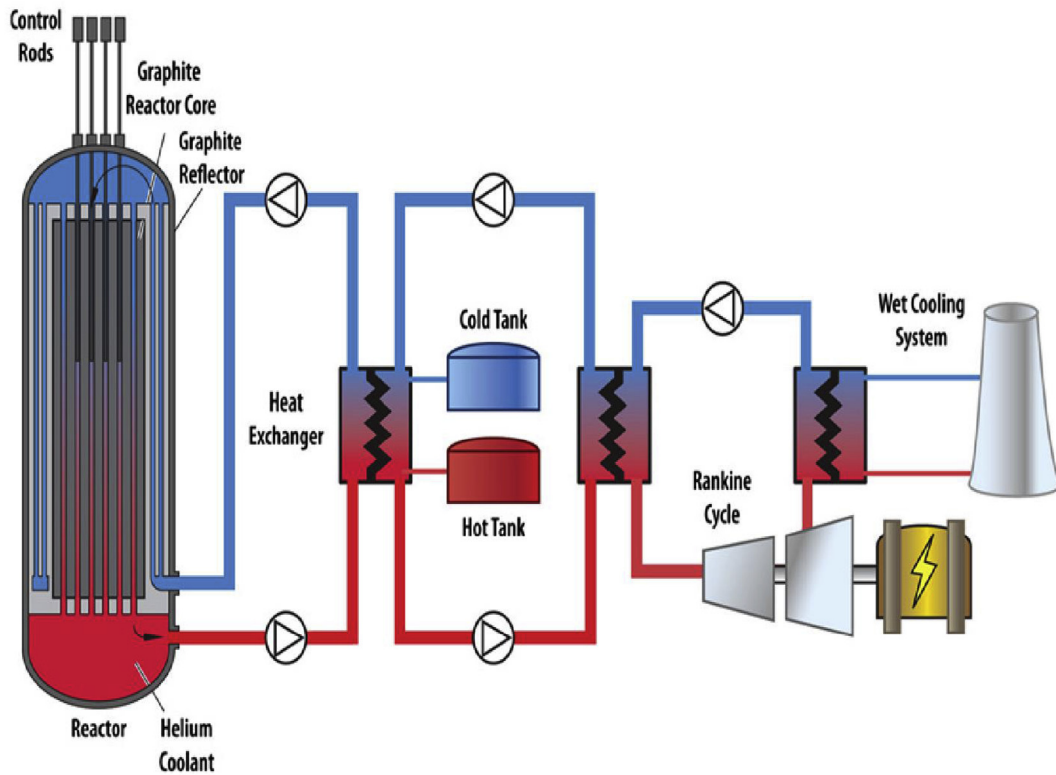 Control
Rods
Graphite
Reactor Core
Graphite
Reflector
Cold Tank
Wet Cooling
System
Heat
Exchanger
Hot Tank
Rankine
Cycle
Reactor
Helium
Coolant